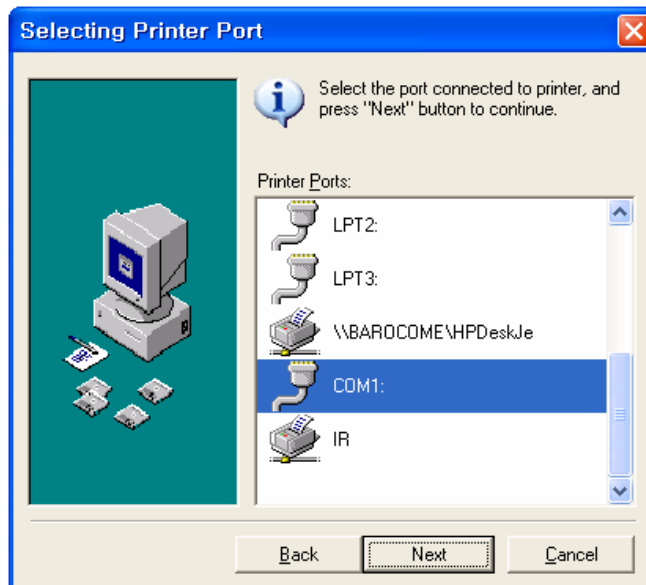 Selecting Printer Port
Select the port connected to printer, and
press "Next" button to continue.
Printer Ports:
LPT2:
LPT3:
\\BAROCOME\HPDeskJe
COM1:
IR
Back
Next
Cancel